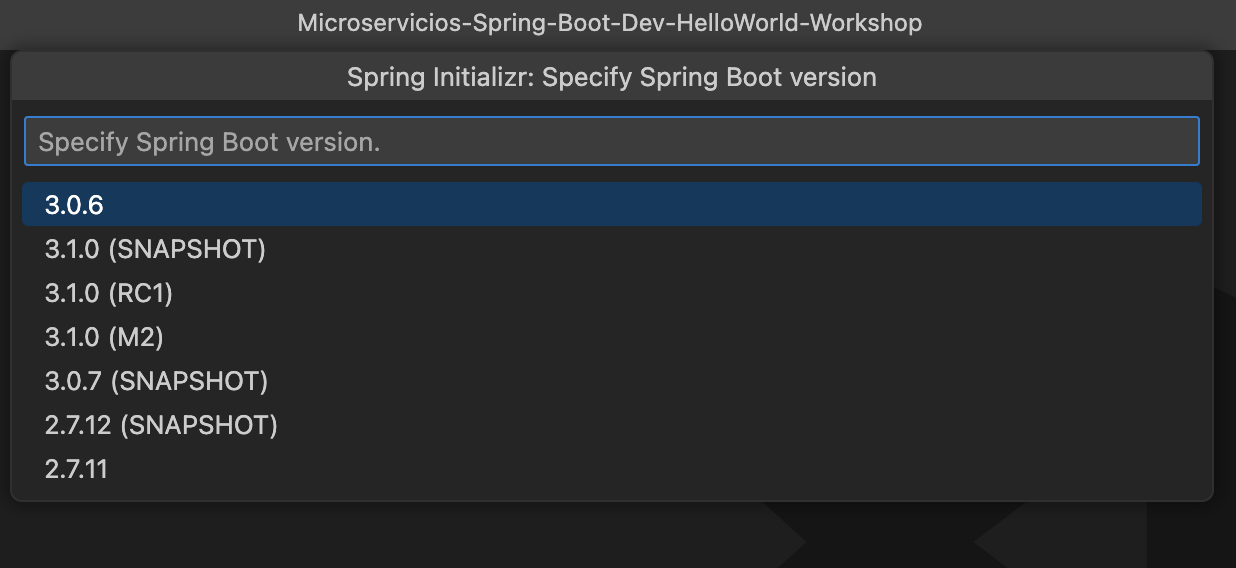 Microservicios-Spring-Boot-Dev-HelloWorld-Workshop
Spring Initializr: Specify Spring Boot version
Specify Spring Boot version.
3.0.6
3.1.0 (SNAPSHOT)
3.1.0 (RC1)
3.1.0 (M2)
3.0.7 (SNAPSHOT)
2.7.12 (SNAPSHOT)
2.7.11